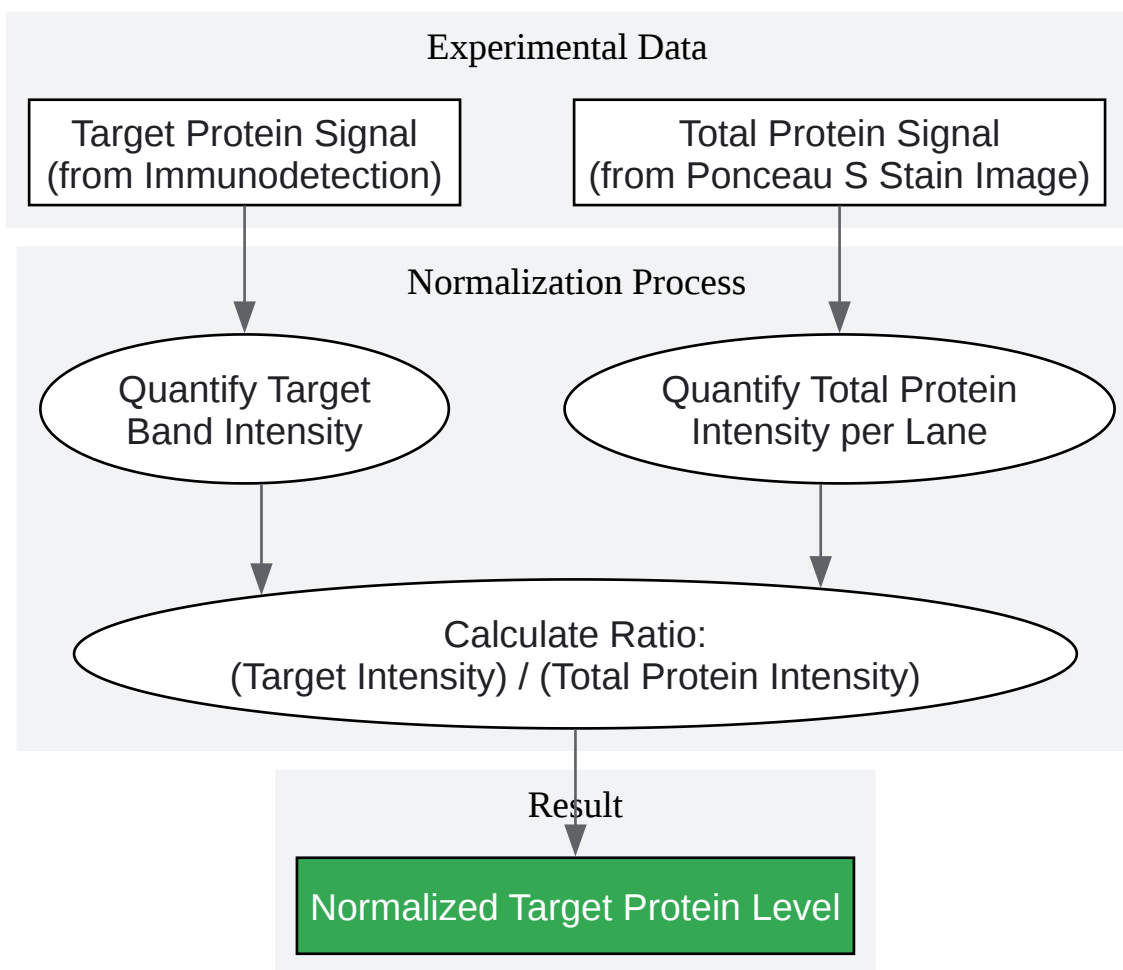 Experimental Data
Target Protein Signal
(from Immunodetection)
Total Protein Signal
(from Ponceau S Stain Image)
Normalization Process
Quantify Target
Band Intensity
Quantify Total Protein
Intensity per Lane
Calculate Ratio:
(Target Intensity) / (Total Protein Intensity)
Result
Normalized Target Protein Level